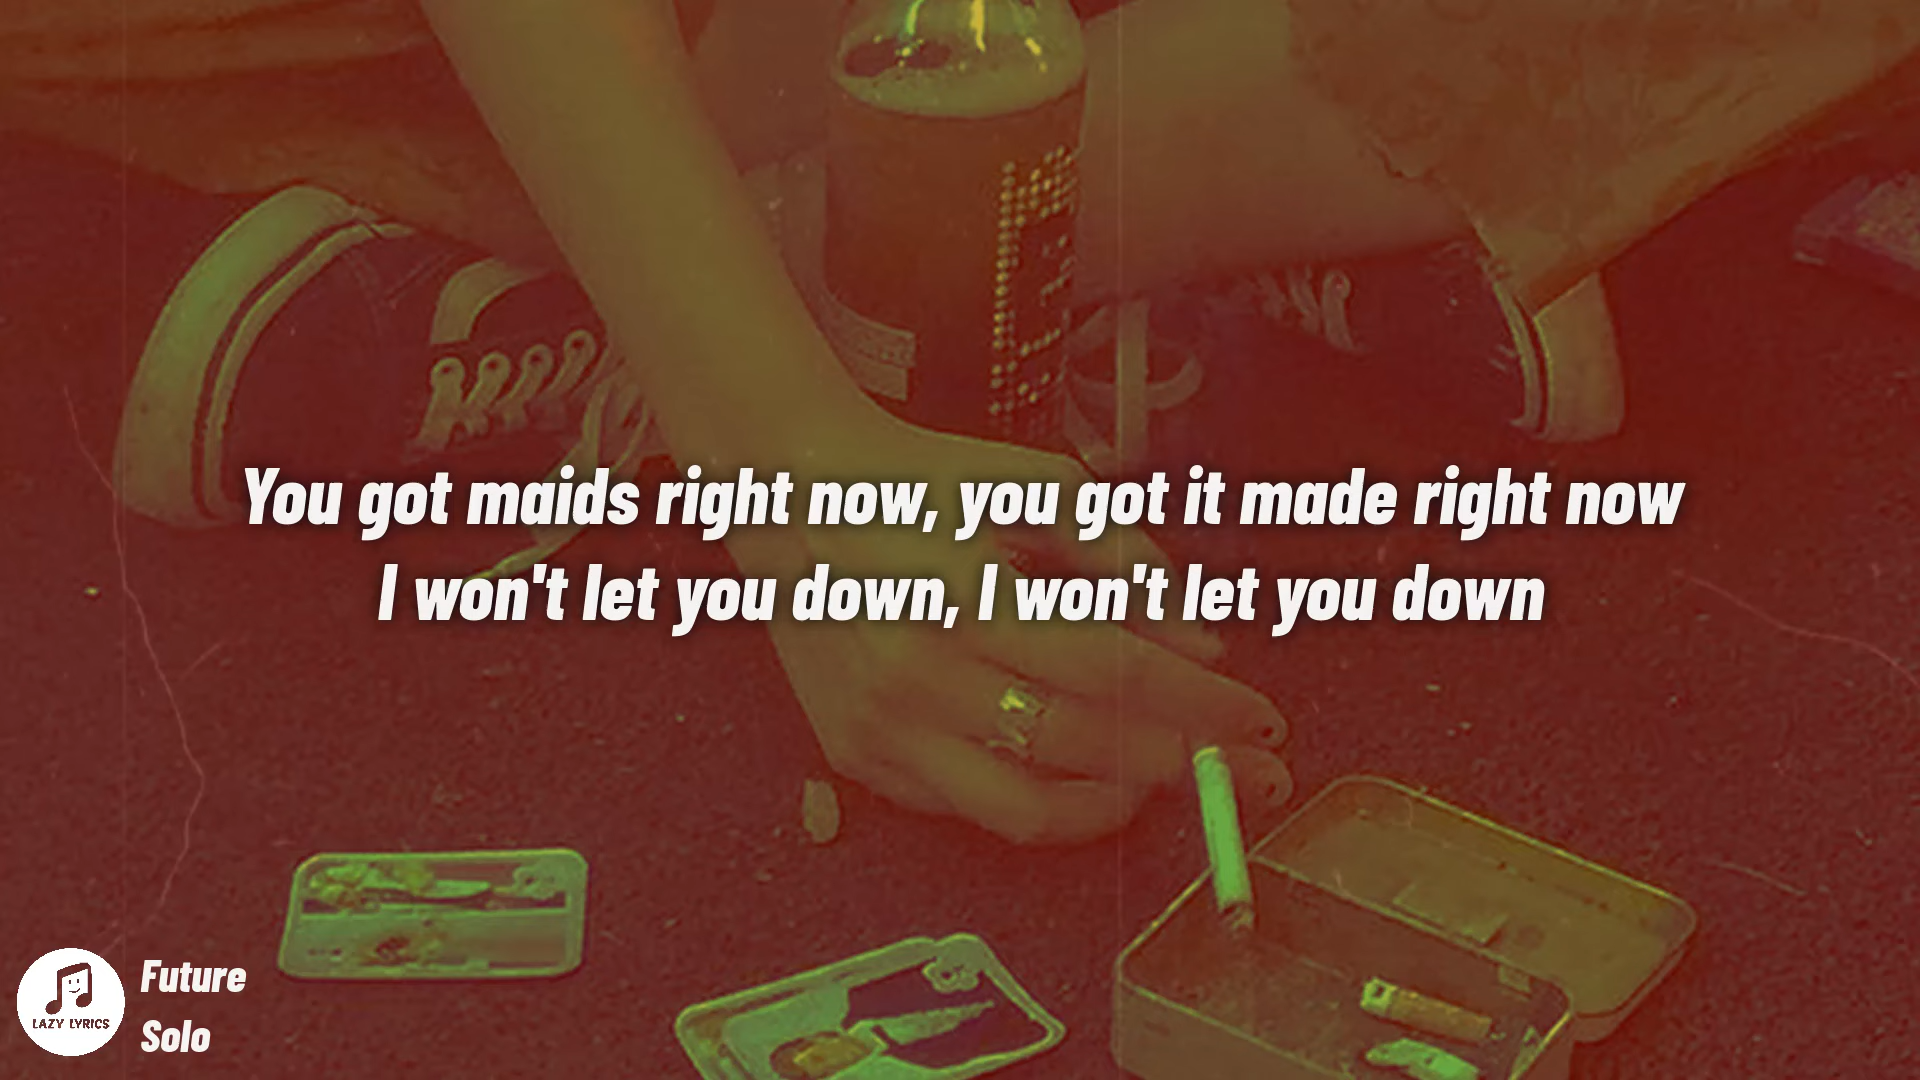 You got maids right now, you got it made right now
I won't let you down, I won't let you down
LAZY LYRICS
Future
Solo